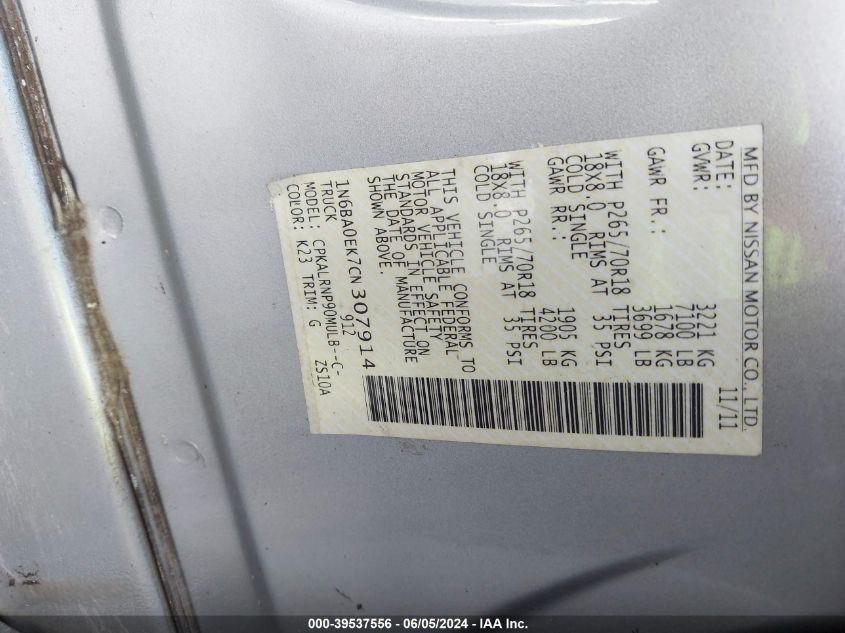 MFD BY NISSAN MOTOR CO., LTD.
DATE: 11/11
GVWR: 3221 KG
7100 LB
GAWR FR.: 1678 KG
3699 LB
WITH P265/70R18 TIRES
18X8.0 RIMS AT 35 PSI
COLD SINGLE
GAWR RR.: 1905 KG
4200 LB
WITH P265/70R18 TIRES
18X8.0 RIMS AT 35 PSI
COLD SINGLE
THIS VEHICLE CONFORMS TO
ALL APPLICABLE FEDERAL
MOTOR VEHICLE SAFETY
STANDARDS IN EFFECT ON
THE DATE OF MANUFACTURE
SHOWN ABOVE.
1N6BA0EK7CN307914
TRUCK 912
MODEL: CPKALRNP90MULB--C-
COLOR: K23 TRIM: G ZS10A
000-39537556 - 06/05/2024 - IAA Inc.